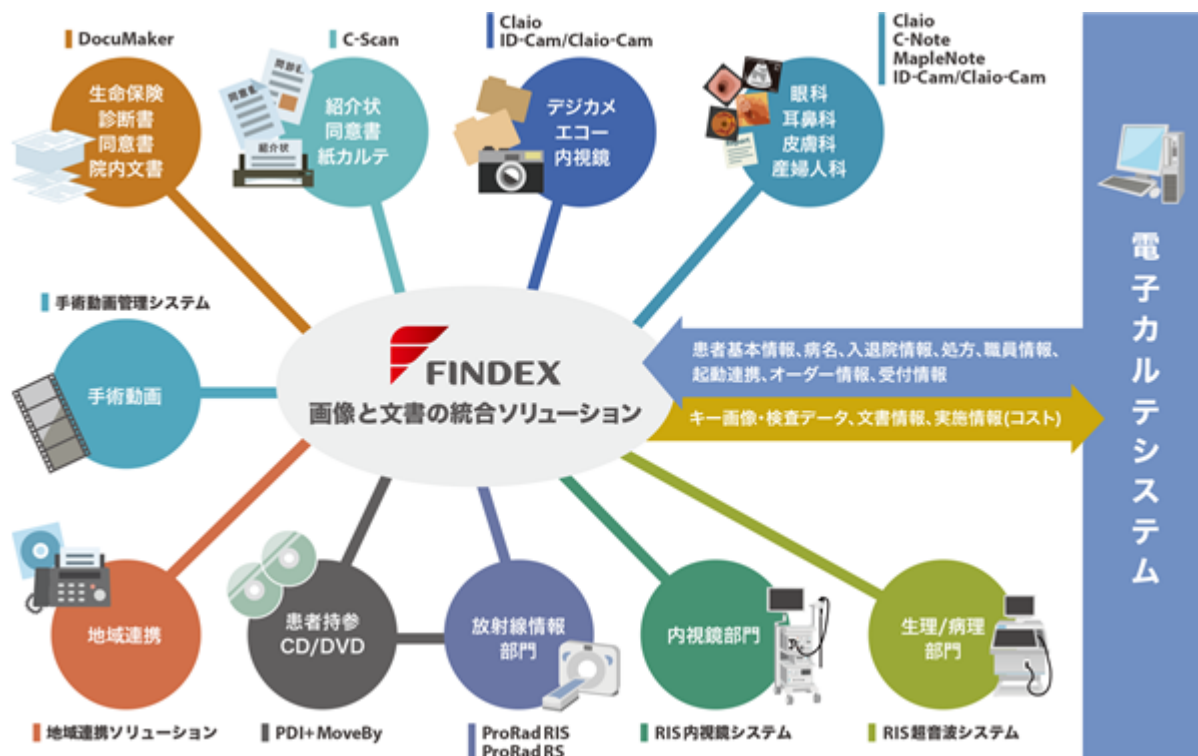 DocuMaker
生命保険
診断書
同意書
院内文書
C-Scan
同意書
問診票
紹介状
紹介状
同意書
紙カルテ
Claio
ID-Cam/Claio-Cam
デジカメ
エコー
内視鏡
Claio
C-Note
MapleNote
ID-Cam/Claio-Cam
眼科
耳鼻科
皮膚科
産婦人科
手術動画管理システム
手術動画
FINDEX
画像と文書の統合ソリューション
患者基本情報、病名、入退院情報、処方、職員情報、
起動連携、オーダー情報、受付情報
キー画像・検査データ、文書情報、実施情報(コスト)
電子カルテシステム
地域連携
患者持参
CD/DVD
放射線情報
部門
内視鏡部門
生理/病理
部門
地域連携ソリューション
PDI+MoveBy
ProRad RIS
ProRad RS
RIS内視鏡システム
RIS超音波システム